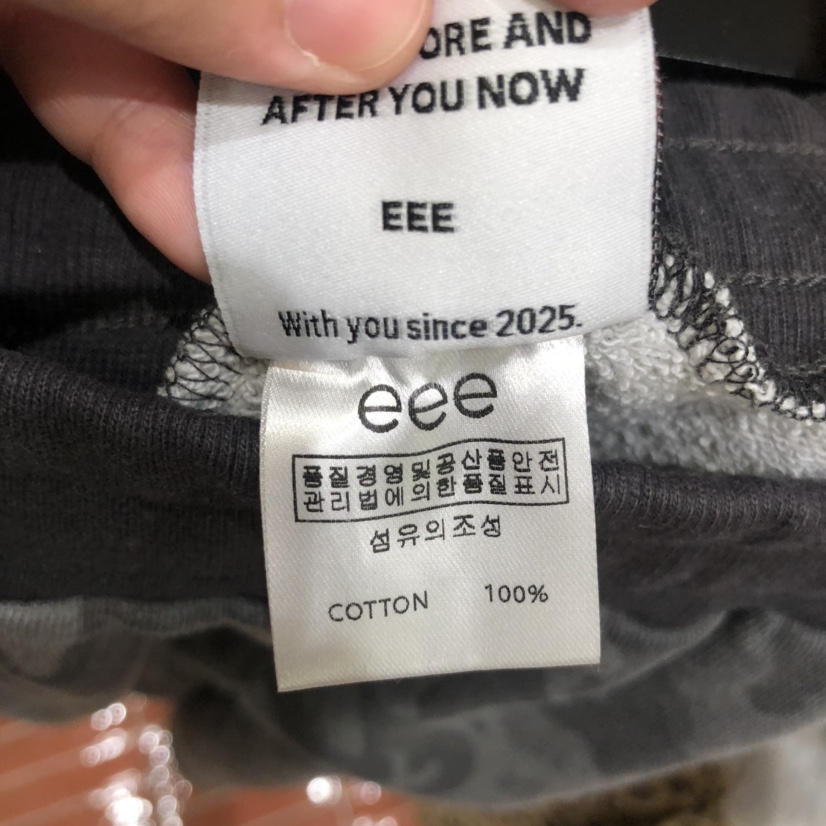 ORE AND
AFTER YOU NOW
EEE
With you since 2025.
eee
품질경영및공산품안전
관리법에의한품질표시
섬유의조성
COTTON 100%